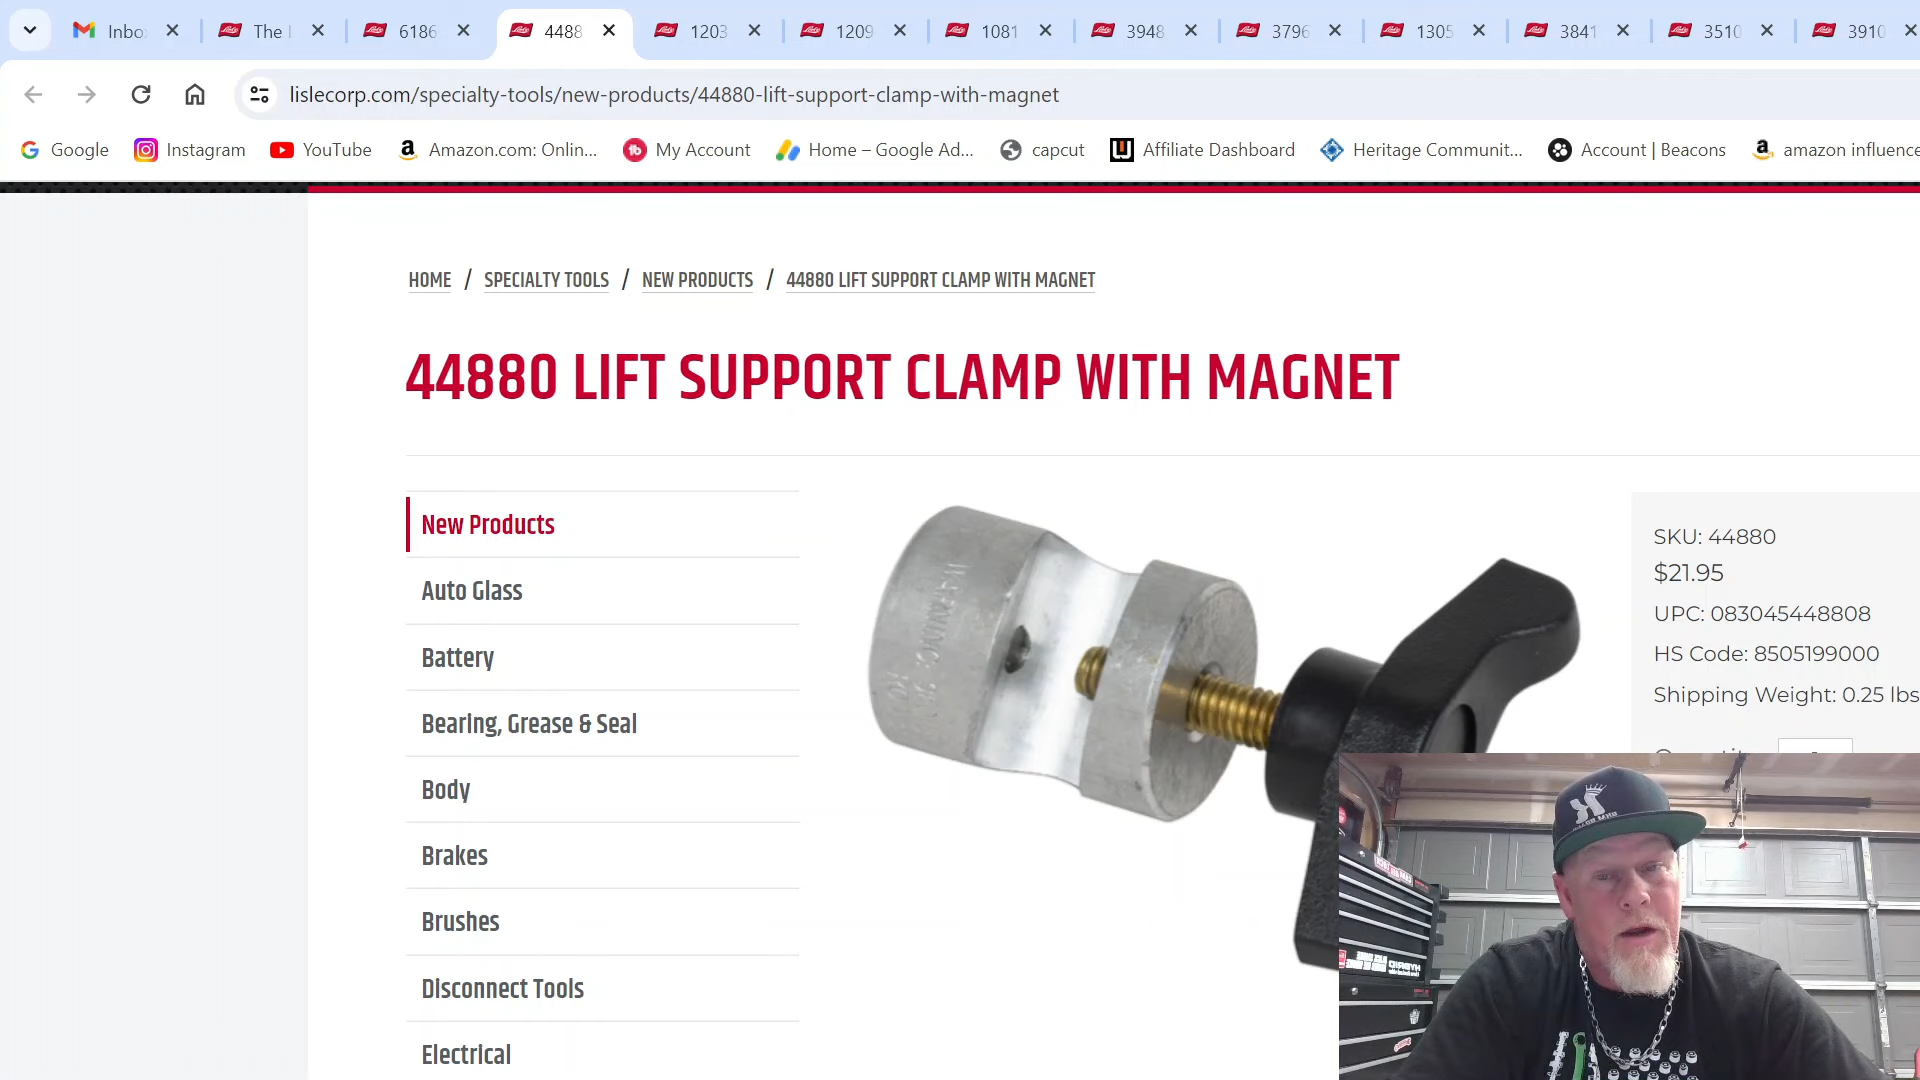 Inbo
The
6186
4488
1203
1209
1081
3948
3796
1305
3841
3510
3910
lislecorp.com/specialty-tools/new-products/44880-lift-support-clamp-with-magnet
Google
Instagram
YouTube
Amazon.com: Onlin...
My Account
Home – Google Ad...
capcut
Affiliate Dashboard
Heritage Communit...
Account | Beacons
amazon influence
HOME / SPECIALTY TOOLS / NEW PRODUCTS / 44880 LIFT SUPPORT CLAMP WITH MAGNET
44880 LIFT SUPPORT CLAMP WITH MAGNET
New Products
Auto Glass
Battery
Bearing, Grease & Seal
Body
Brakes
Brushes
Disconnect Tools
Electrical
SKU: 44880
$21.95
UPC: 083045448808
HS Code: 8505199000
Shipping Weight: 0.25 lbs